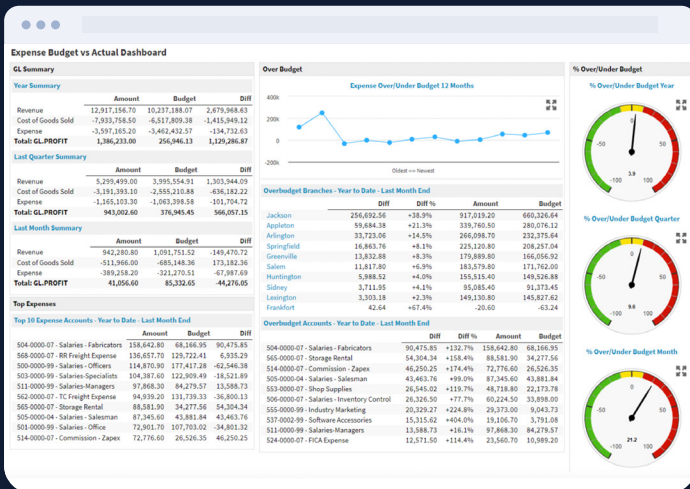 Expense Budget vs Actual Dashboard
GL Summary
Year Summary
Amount Budget Diff
Revenue 12,917,156.70 10,237,188.07 2,679,968.63
Cost of Goods Sold -7,933,758.50 -6,517,809.38 -1,415,949.12
Expense -3,597,165.20 -3,462,432.57 -134,732.63
Total: GL.PROFIT 1,386,233.00 256,946.13 1,129,286.87
Last Quarter Summary
Amount Budget Diff
Revenue 5,299,499.00 3,995,554.91 1,303,944.09
Cost of Goods Sold -3,191,393.10 -2,555,210.88 -636,182.22
Expense -1,165,103.30 -1,063,398.58 -101,704.72
Total: GL.PROFIT 943,002.60 376,945.45 566,057.15
Last Month Summary
Amount Budget Diff
Revenue 942,280.80 1,091,751.52 -149,470.72
Cost of Goods Sold -511,966.00 -685,148.36 173,182.36
Expense -389,258.20 -321,270.51 -67,987.69
Total: GL.PROFIT 41,056.60 85,332.65 -44,276.05
Top Expenses
Top 10 Expense Accounts - Year to Date - Last Month End
Amount Budget Diff
504-0000-07 - Salaries - Fabricators 158,642.80 68,166.95 90,475.85
568-0000-07 - RR Freight Expense 136,657.70 129,722.41 6,935.29
500-0000-99 - Salaries - Officers 114,870.90 177,417.28 -62,546.38
503-0000-99 - Salaries-Specialists 104,387.60 122,909.49 -18,521.89
511-0000-99 - Salaries-Managers 97,868.30 84,279.57 13,588.73
562-0000-07 - TC Freight Expense 94,939.20 131,739.33 -36,800.13
565-0000-07 - Storage Rental 88,581.90 34,277.56 54,304.34
505-0000-04 - Salesman - Salesman 87,345.60 43,881.84 43,463.76
501-0000-99 - Salaries - Office 72,901.70 107,703.02 -34,801.32
514-0000-07 - Commission - Zapex 72,776.60 26,526.35 46,250.25
Over Budget
Expense Over/Under Budget 12 Months
400k
200k
0
-200k
Oldest ==> Newest
Overbudget Branches - Year to Date - Last Month End
Diff Diff % Amount Budget
Jackson 256,692.56 +38.9% 917,019.20 660,326.64
Appleton 59,684.38 +21.3% 339,760.50 280,076.12
Arlington 33,723.06 +14.5% 266,098.70 232,375.64
Springfield 16,863.76 +8.1% 225,120.80 208,257.04
Greenville 13,832.88 +8.3% 179,889.80 166,056.92
Salem 11,817.80 +6.9% 183,579.80 171,762.00
Huntington 5,988.52 +4.0% 155,515.40 149,526.88
Sidney 3,711.95 +4.1% 95,085.40 91,373.45
Lexington 3,303.18 +2.3% 149,130.80 145,827.62
Frankfort 42.64 +67.4% -20.60 -63.24
Overbudget Accounts - Year to Date - Last Month End
Diff Diff % Amount Budget
504-0000-07 - Salaries - Fabricators 90,475.85 +132.7% 158,642.80 68,166.95
565-0000-07 - Storage Rental 54,304.34 +158.4% 88,581.90 34,277.56
514-0000-07 - Commission - Zapex 46,250.25 +174.4% 72,776.60 26,526.35
505-0000-04 - Salesman - Salesman 43,463.76 +99.0% 87,345.60 43,881.84
553-0000-07 - Shop Supplies 26,545.02 +119.7% 48,718.80 22,173.78
506-0000-07 - Salaries - Inventory Control 26,326.50 +77.7% 60,224.50 33,898.00
555-0000-99 - Industry Marketing 20,329.27 +224.8% 29,373.00 9,043.73
537-0002-99 - Software Accessories 15,315.62 +404.0% 19,106.70 3,791.08
511-0000-99 - Salaries-Managers 13,588.73 +16.1% 97,868.30 84,279.57
524-0000-07 - FICA Expense 12,571.50 +114.4% 23,560.70 10,989.20
% Over/Under Budget
% Over/Under Budget Year
-50 0 50
-100 100
3.9
% Over/Under Budget Quarter
-50 0 50
-100 100
9.6
% Over/Under Budget Month
-50 0 50
-100 100
21.2